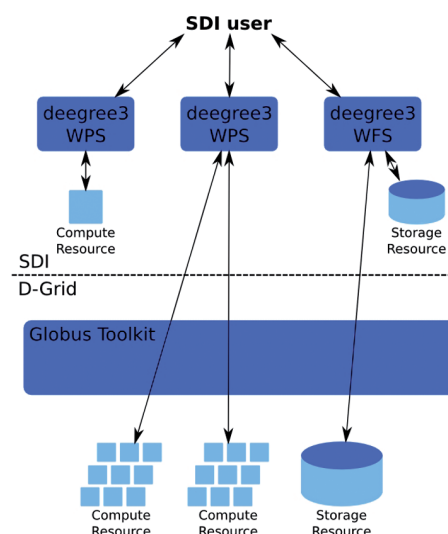 SDI user
deegree3
WPS
deegree3
WPS
deegree3
WFS
Compute
Resource
Storage
Resource
SDI
D-Grid
Globus Toolkit
Compute
Resource
Compute
Resource
Storage
Resource